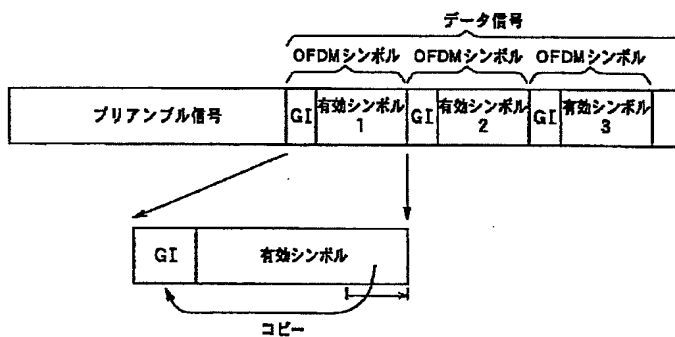 データ信号
OFDMシンボル OFDMシンボル OFDMシンボル
プリアンブル信号 GI 有効シンボル 1 GI 有効シンボル 2 GI 有効シンボル 3
GI 有効シンボル
コピー